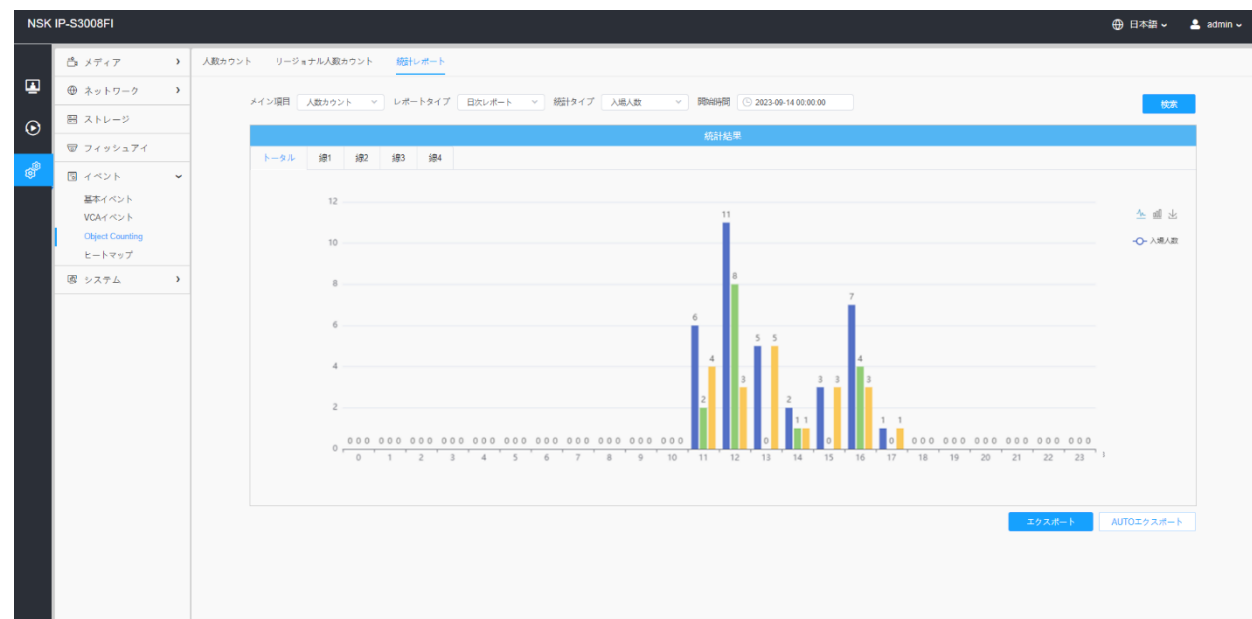 NSK IP-S3008FI
日本語
admin
メディア
ネットワーク
ストレージ
フィッシュアイ
イベント
基本イベント
VCAイベント
Object Counting
ヒートマップ
システム
人数カウント リージョナル人数カウント 統計レポート
メイン項目 人数カウント レポートタイプ 日次レポート 統計タイプ 入場人数 開始時間 2023-09-14 00:00:00 検索
統計結果
トータル 線1 線2 線3 線4
入場人数
12
10
8
6
4
2
0
0 0 0 0 0 0 0 0 0 0 0 0 0 0 0 0 0 0 0 0 0 0 0 0 0 0 0 0 0 0 0 0 0 6 2 4 11 8 3 5 0 5 2 1 1 3 0 3 7 4 3 1 0 1 0 0 0 0 0 0 0 0 0 0 0 0 0 0 0 0 0 0
0 1 2 3 4 5 6 7 8 9 10 11 12 13 14 15 16 17 18 19 20 21 22 23
エクスポート AUTOエクスポート